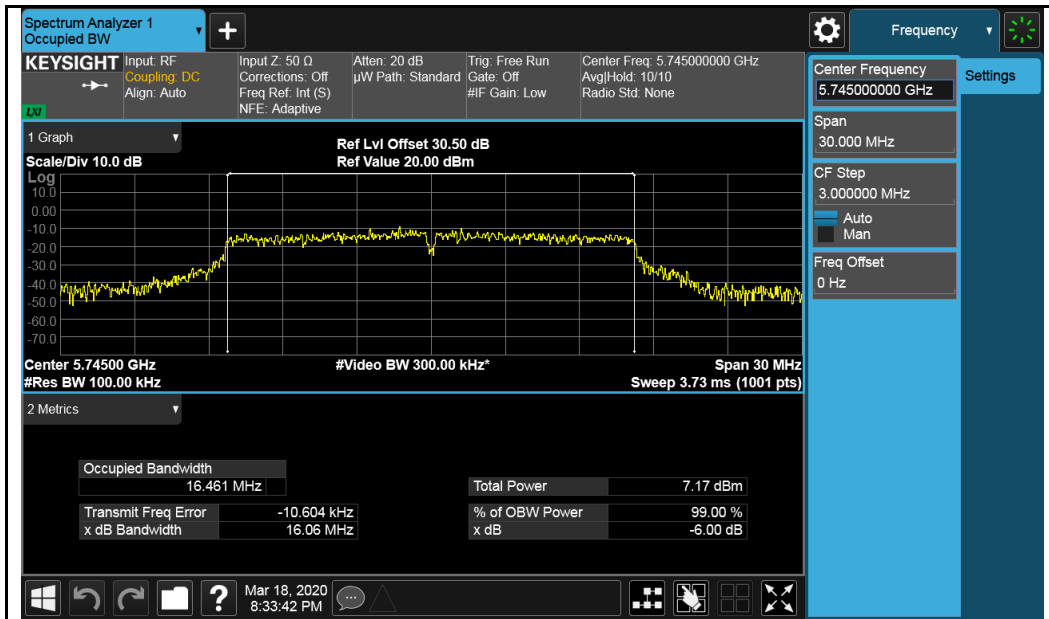 Spectrum Analyzer 1
Occupied BW
Frequency
KEYSIGHT
LXI
Input: RF
Coupling: DC
Align: Auto
Input Z: 50 Ω
Corrections: Off
Freq Ref: Int (S)
NFE: Adaptive
Atten: 20 dB
µW Path: Standard
Trig: Free Run
Gate: Off
#IF Gain: Low
Center Freq: 5.745000000 GHz
Avg|Hold: 10/10
Radio Std: None
Center Frequency
5.745000000 GHz
Settings
Span
30.000 MHz
CF Step
3.000000 MHz
Auto
Man
Freq Offset
0 Hz
1 Graph
Scale/Div 10.0 dB
Ref Lvl Offset 30.50 dB
Ref Value 20.00 dBm
Log
10.0
0.00
-10.0
-20.0
-30.0
-40.0
-50.0
-60.0
-70.0
Center 5.74500 GHz
#Video BW 300.00 kHz*
Span 30 MHz
#Res BW 100.00 kHz
Sweep 3.73 ms (1001 pts)
2 Metrics
Occupied Bandwidth
16.461 MHz
Total Power 7.17 dBm
Transmit Freq Error -10.604 kHz
% of OBW Power 99.00 %
x dB Bandwidth 16.06 MHz
x dB -6.00 dB
Mar 18, 2020
8:33:42 PM